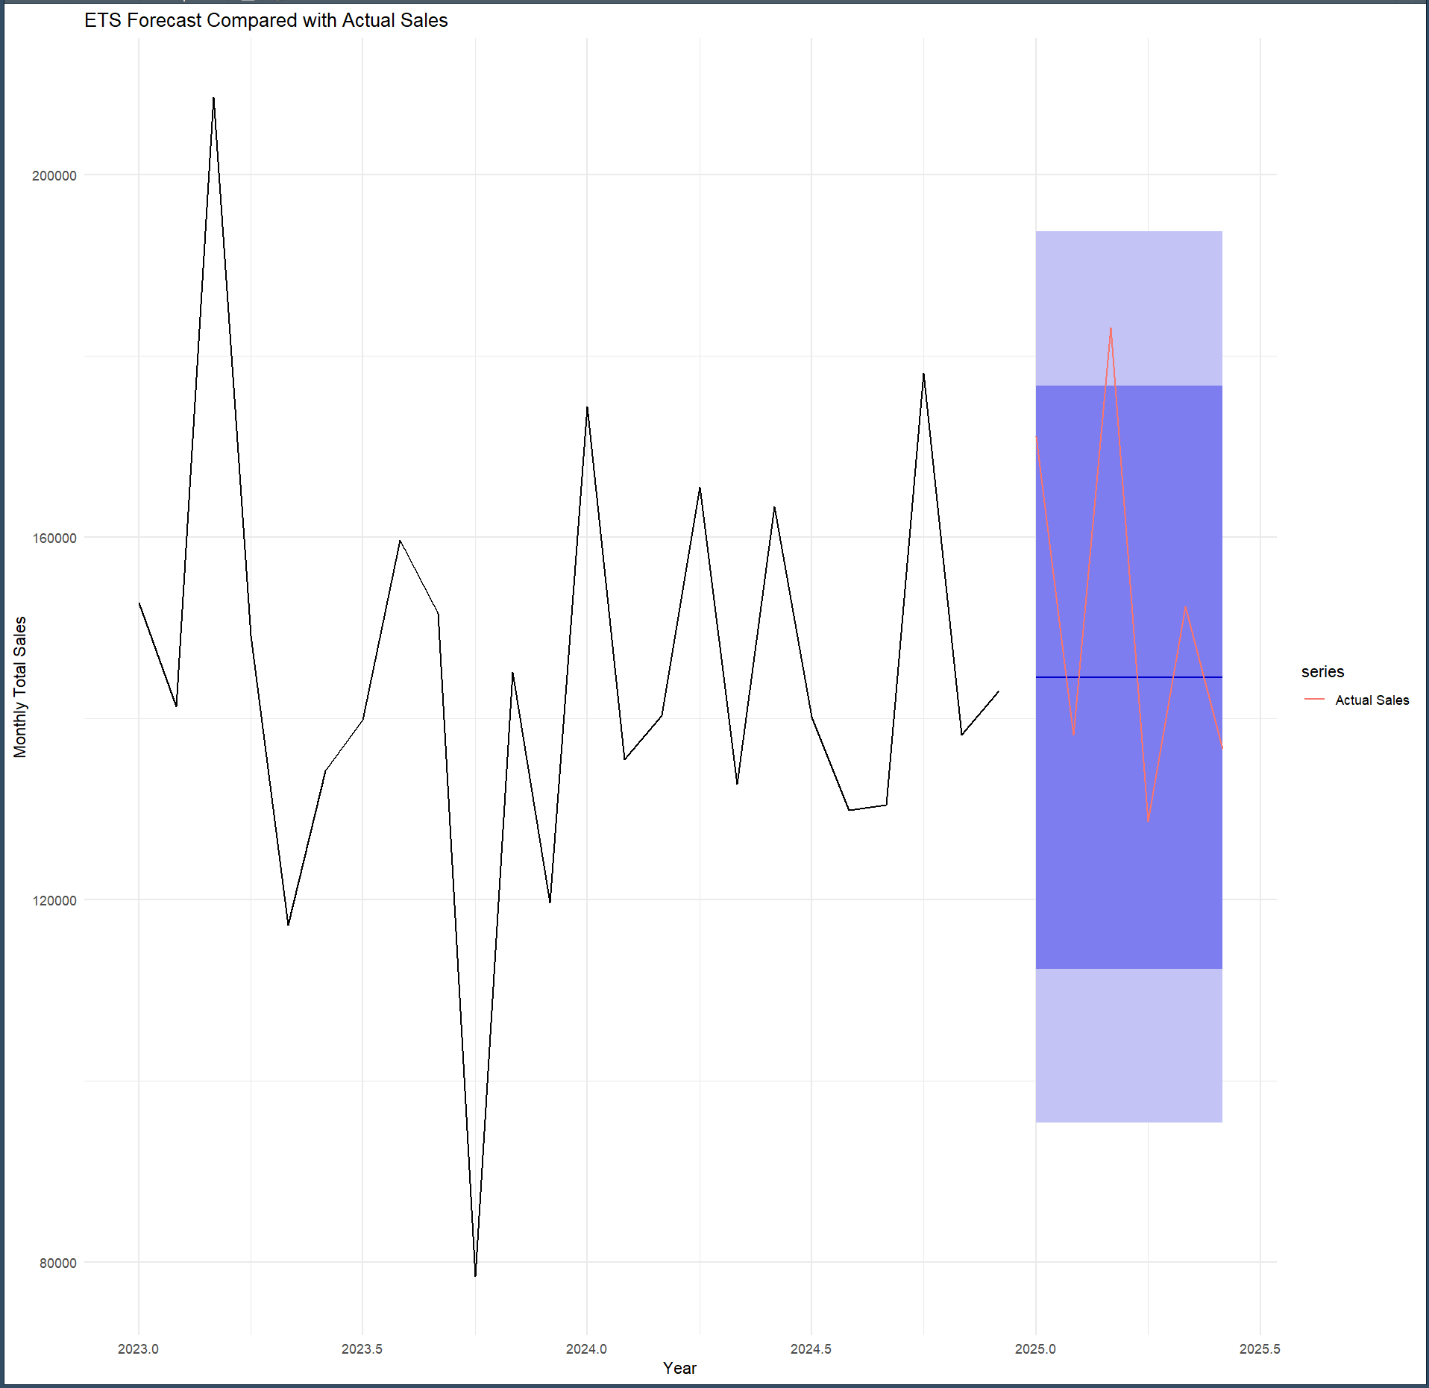 ETS Forecast Compared with Actual Sales
200000
160000
120000
80000
Monthly Total Sales
2023.0
2023.5
2024.0
2024.5
2025.0
2025.5
Year
series
Actual Sales